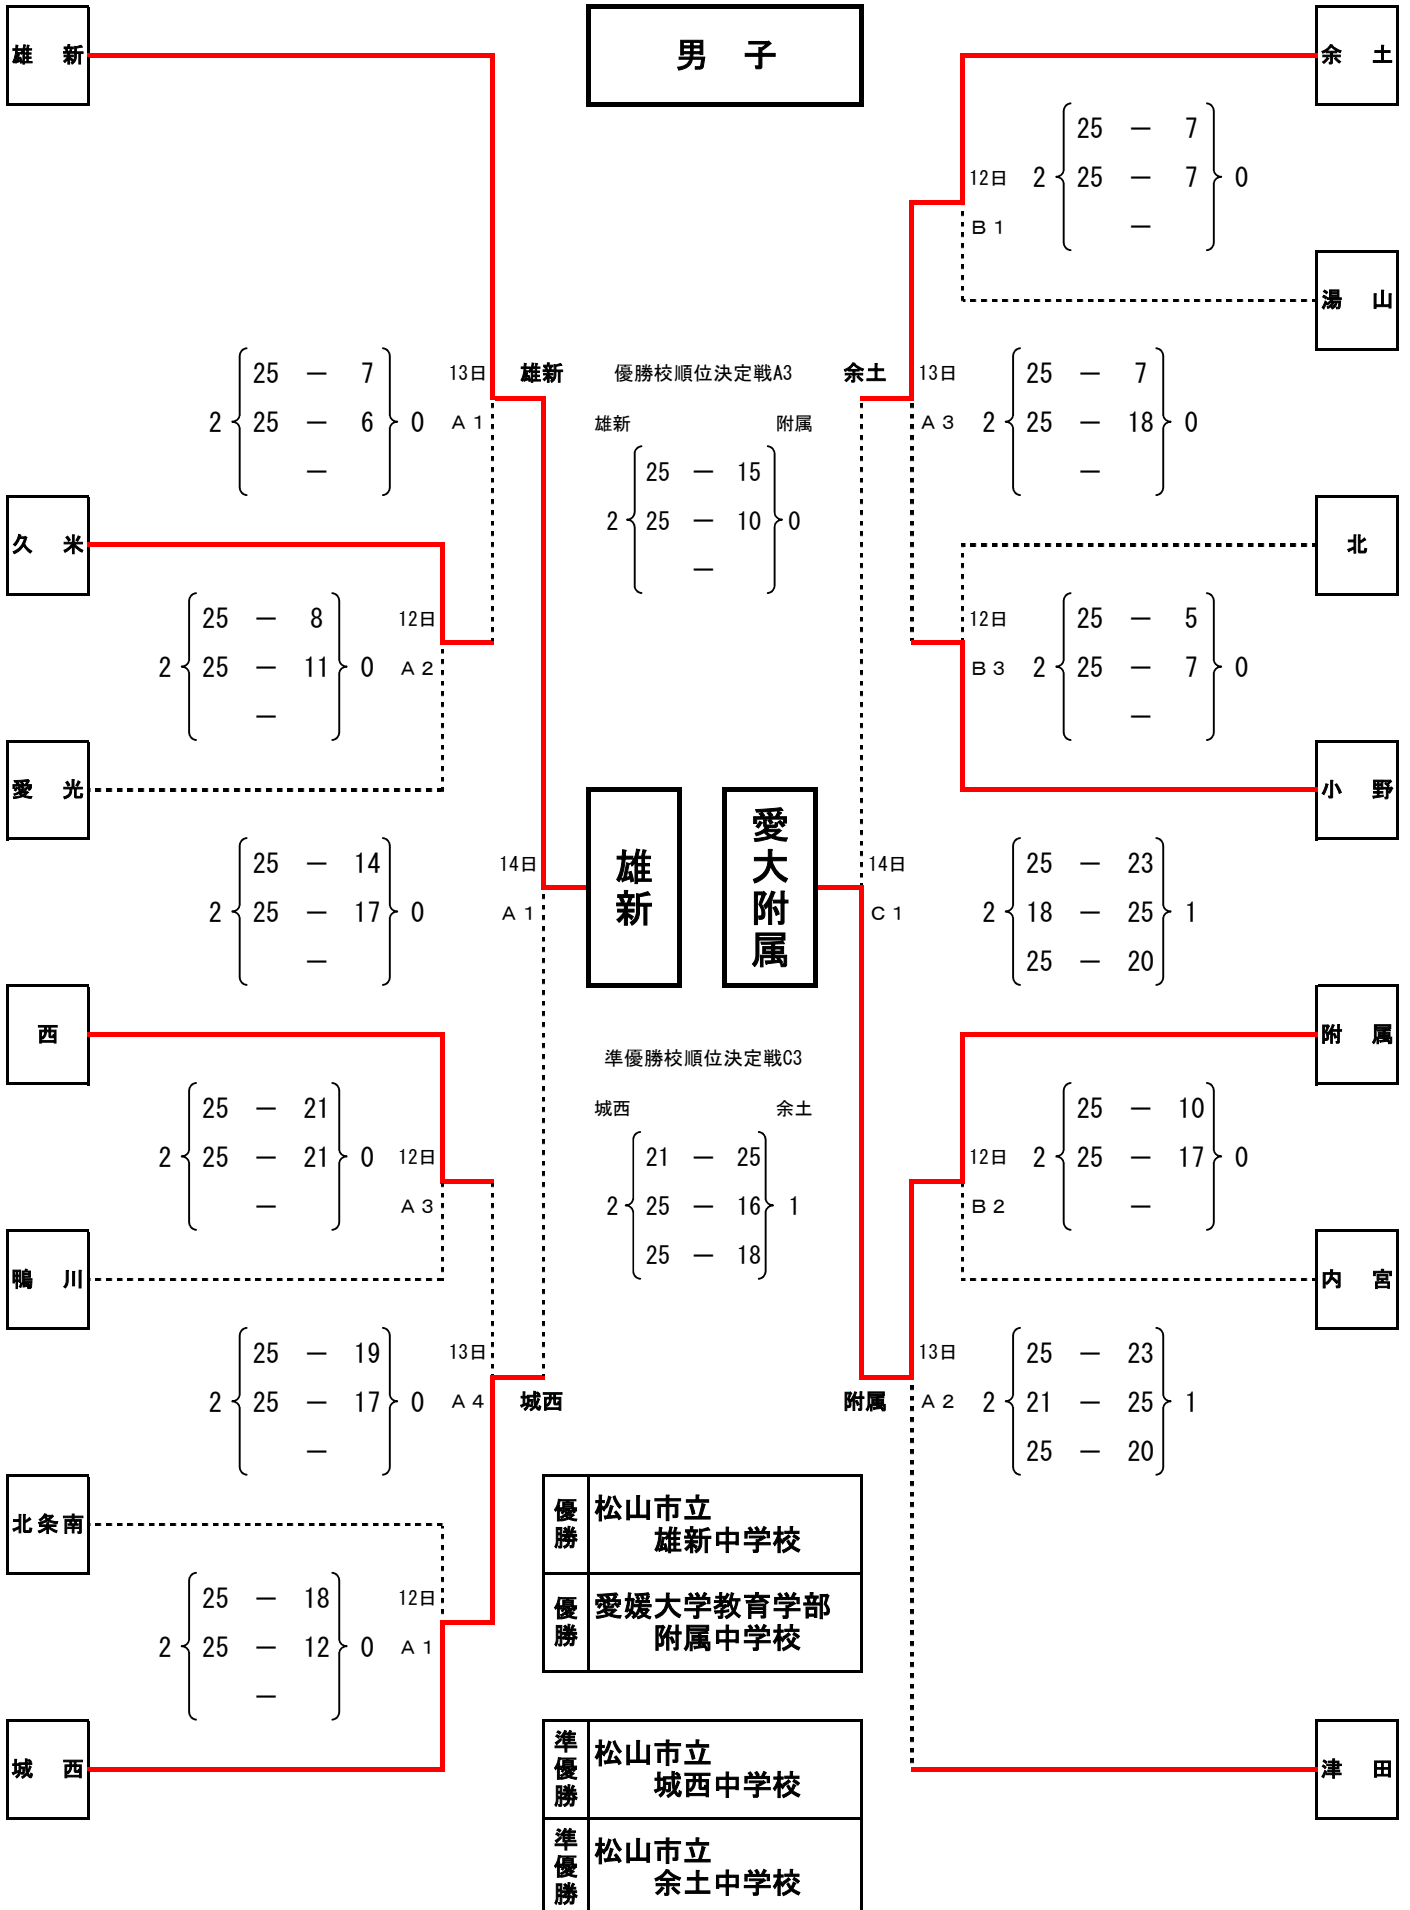 男 子
雄 新
余 土
25 － 7
12日 2 25 － 7 0
B1 －
湯 山
25 － 7 13日
2 25 － 6 0 A1
－
雄新 優勝校順位決定戦A3 余土
雄新 附属
25 － 15
2 25 － 10 0
－
13日 25 － 7
A3 2 25 － 18 0
－
久 米
北
25 － 8 12日
2 25 － 11 0 A2
－
12日 25 － 5
B3 2 25 － 7 0
－
愛 光
小 野
25 － 14 14日
2 25 － 17 0 A1
－
雄新
愛大附属
14日 25 － 23
C1 2 18 － 25 1
25 － 20
西
附 属
準優勝校順位決定戦C3
城西 余土
21 － 25
2 25 － 16 1
25 － 18
25 － 21
2 25 － 21 0 12日
－ A3
25 － 10
12日 2 25 － 17 0
B2 －
鴨 川
内 宮
25 － 19 13日
2 25 － 17 0 A4 城西
－
13日 25 － 23
附属 A2 2 21 － 25 1
25 － 20
北条南
25 － 18 12日
2 25 － 12 0 A1
－
城 西
津 田
優勝 松山市立
雄新中学校
優勝 愛媛大学教育学部
附属中学校
準優勝 松山市立
城西中学校
準優勝 松山市立
余土中学校